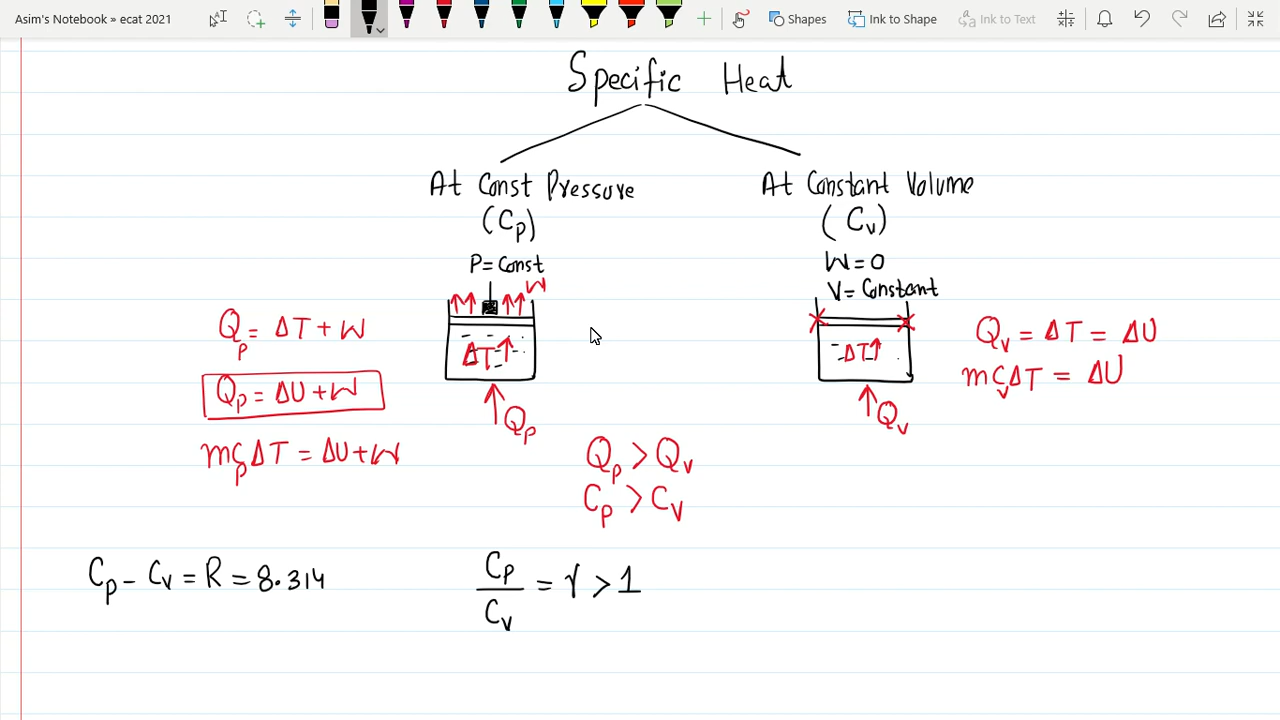 Asim's Notebook » ecat 2021
Shapes
Ink to Shape
Ink to Text
Specific Heat
At Const Pressure
(Cp)
P = Const
W
ΔT
Qp
Qp = ΔT + W
Qp = ΔU + W
mCpΔT = ΔU + W
At Constant Volume
(Cv)
W = 0
V = Constant
ΔT
Qv
Qv = ΔT = ΔU
mCvΔT = ΔU
Qp > Qv
Cp > Cv
Cp - Cv = R = 8.314
Cp/Cv = γ > 1